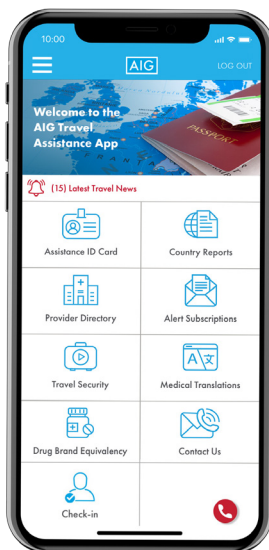 10:00
AIG
LOG OUT
Welcome to the
AIG Travel
Assistance App
PASSPORT
(15) Latest Travel News
Assistance ID Card
Country Reports
Provider Directory
Alert Subscriptions
Travel Security
A
Medical Translations
Drug Brand Equivalency
Contact Us
Check-in